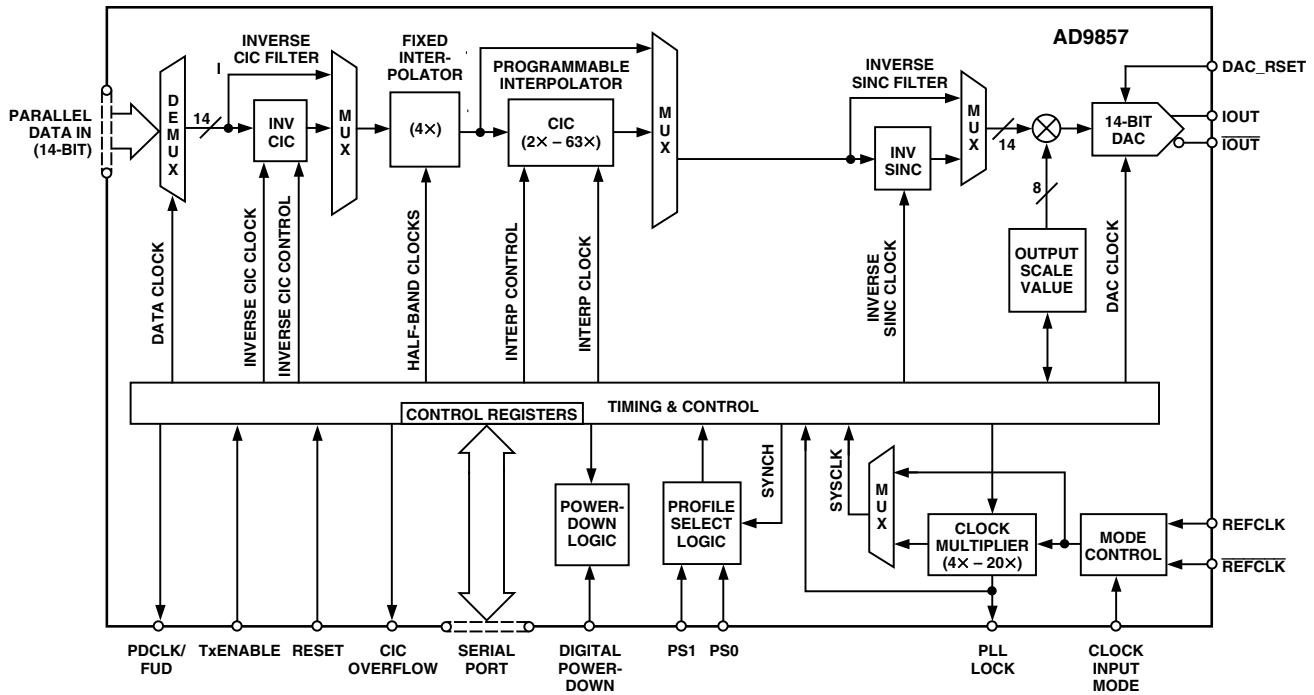 AD9857
PARALLEL
DATA IN
(14-BIT)
DEMUX
14
I
INVERSE
CIC FILTER
INV
CIC
MUX
FIXED
INTER-
POLATOR
(4×)
PROGRAMMABLE
INTERPOLATOR
CIC
(2× – 63×)
MUX
INVERSE
SINC FILTER
INV
SINC
MUX
14
8
OUTPUT
SCALE
VALUE
14-BIT
DAC
DAC_RSET
IOUT
IOUT
DATA CLOCK
INVERSE CIC CLOCK
INVERSE CIC CONTROL
HALF-BAND CLOCKS
INTERP CONTROL
INTERP CLOCK
INVERSE
SINC CLOCK
DAC CLOCK
CONTROL REGISTERS
TIMING & CONTROL
POWER-
DOWN
LOGIC
PROFILE
SELECT
LOGIC
SYNCH
SYSCLK
MUX
CLOCK
MULTIPLIER
(4× – 20×)
MODE
CONTROL
REFCLK
REFCLK
PDCLK/
FUD
TxENABLE
RESET
CIC
OVERFLOW
SERIAL
PORT
DIGITAL
POWER-
DOWN
PS1
PS0
PLL
LOCK
CLOCK
INPUT
MODE